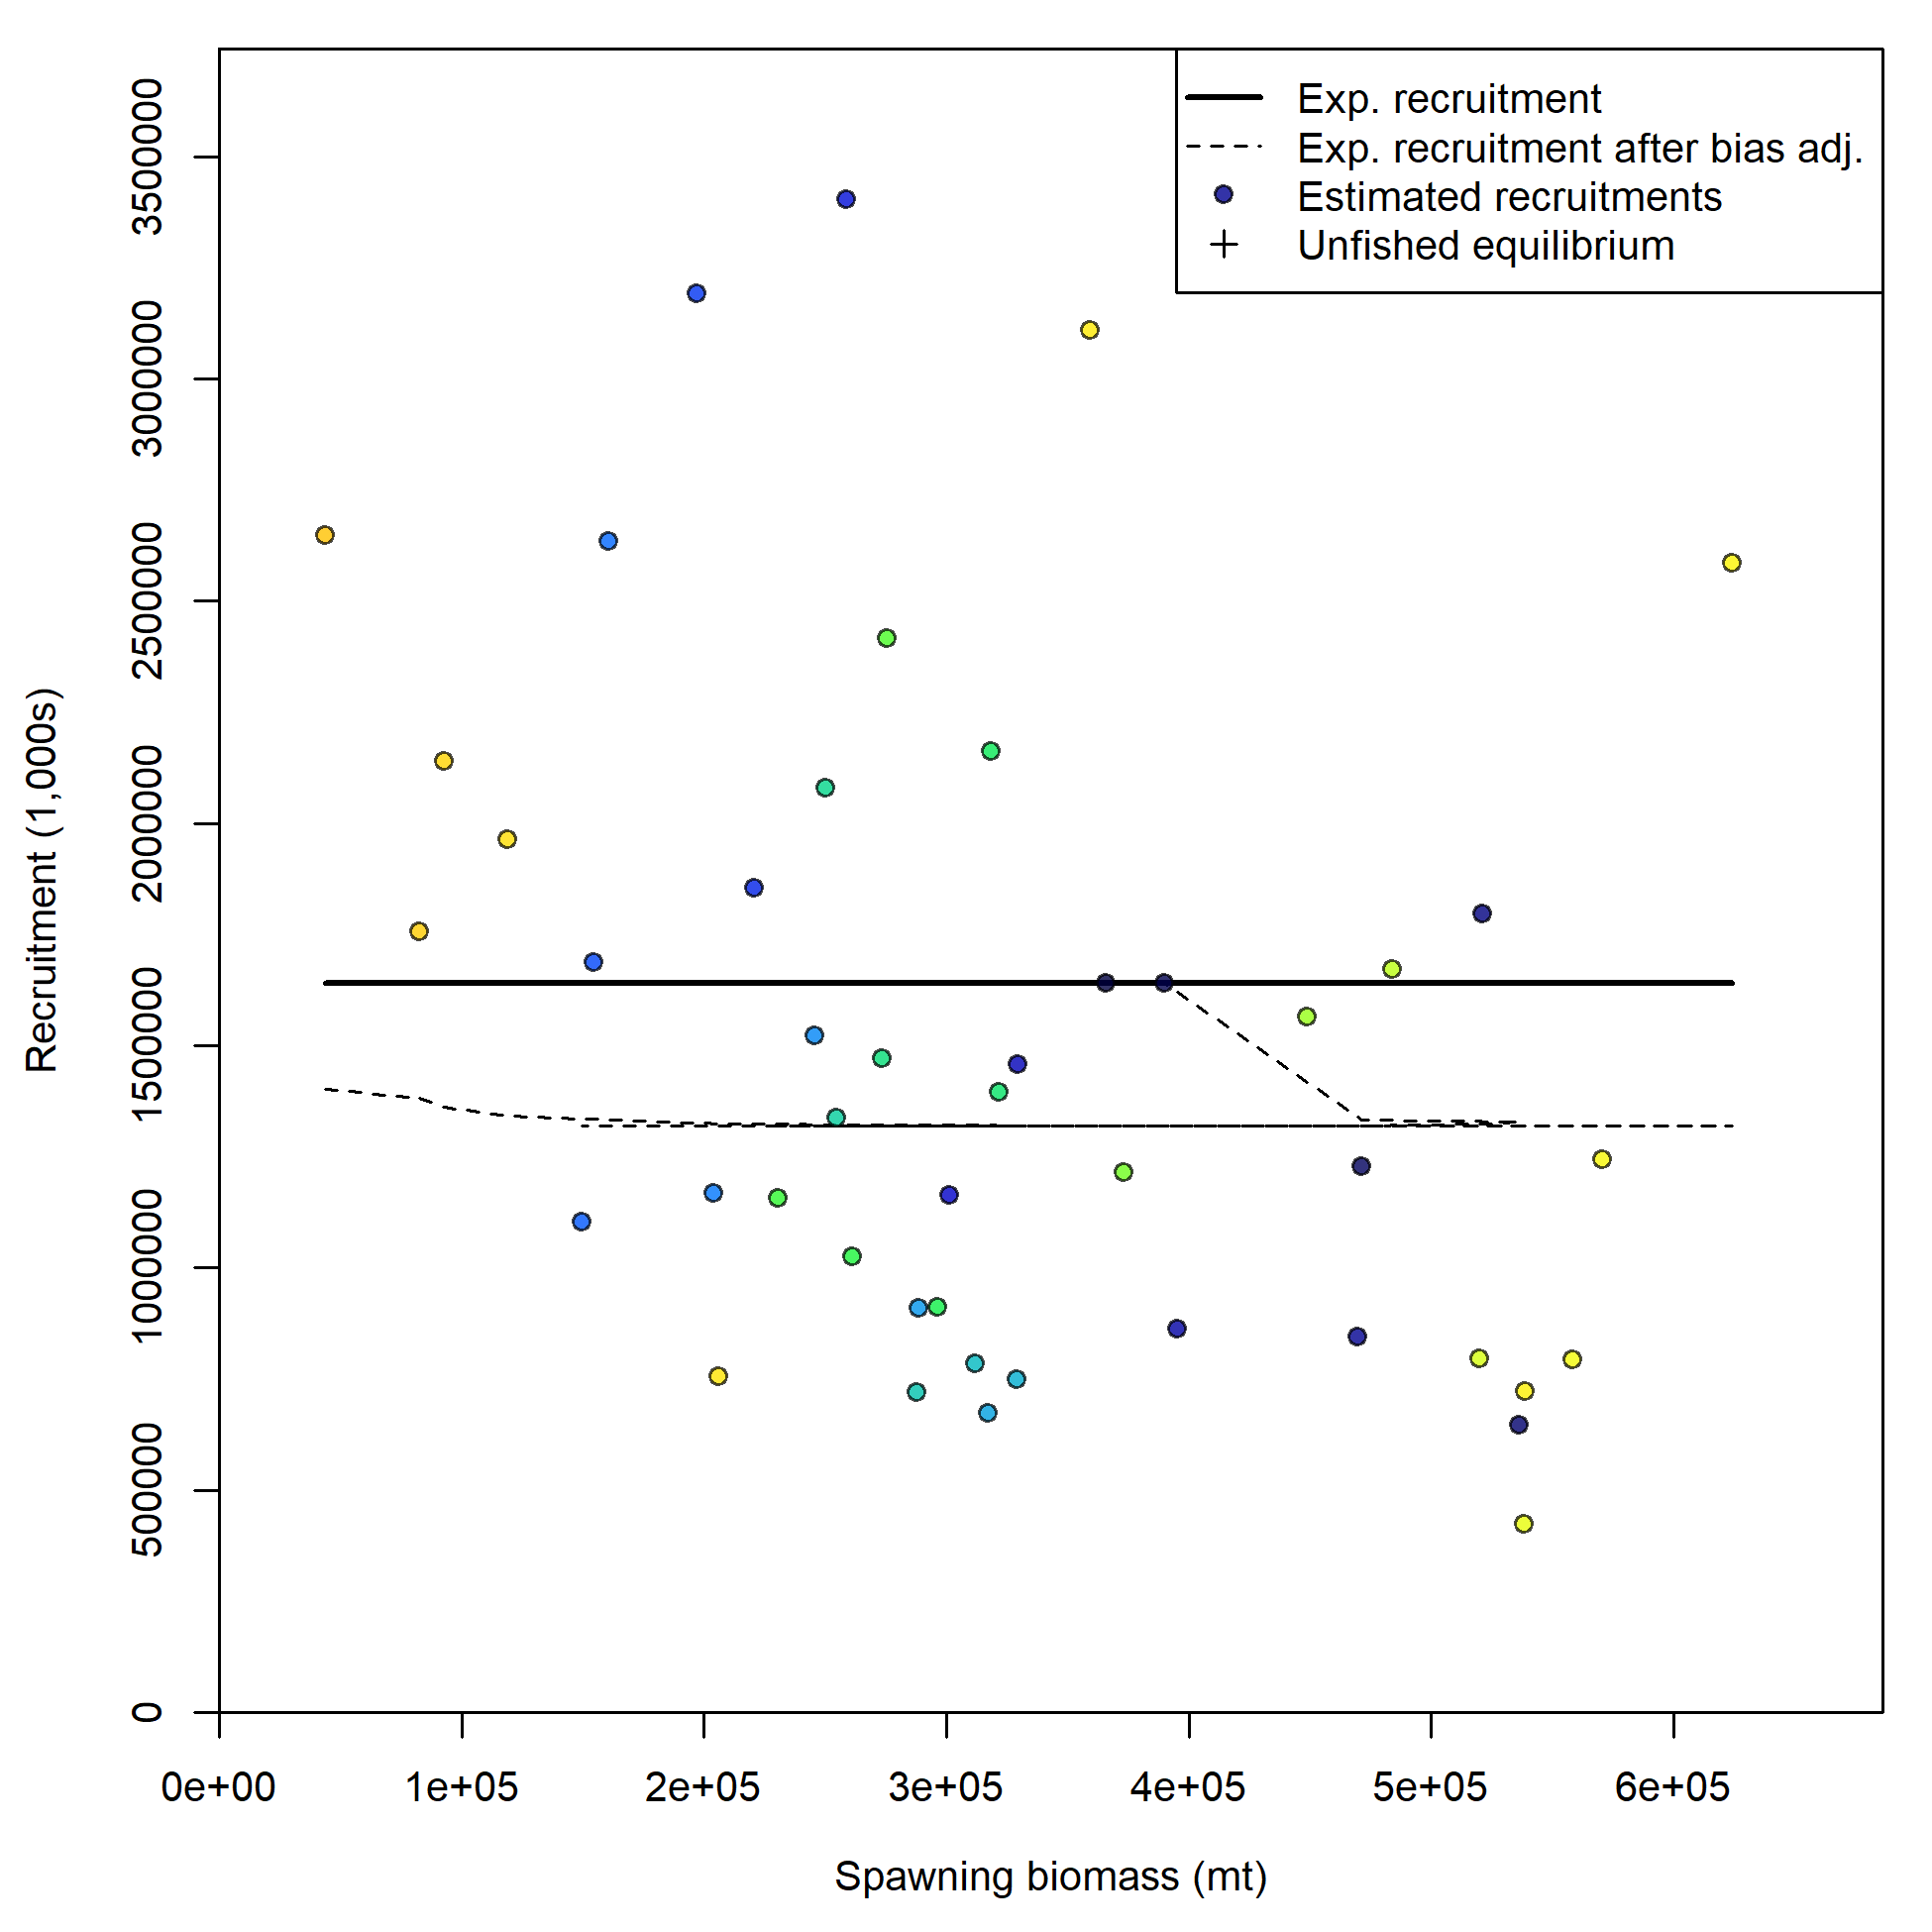 Exp. recruitment
Exp. recruitment after bias adj.
Estimated recruitments
Unfished equilibrium
3500000
3000000
2500000
2000000
1500000
1000000
500000
0
Recruitment (1,000s)
0e+00 1e+05 2e+05 3e+05 4e+05 5e+05 6e+05
Spawning biomass (mt)